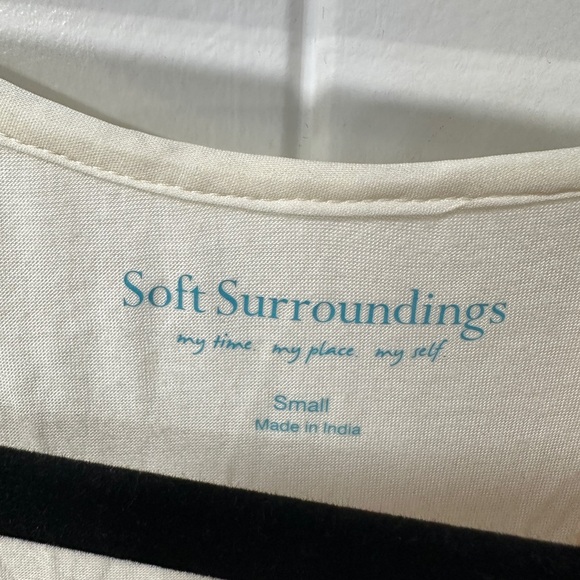 Soft Surroundings
my time. my place. my self.
Small
Made in India